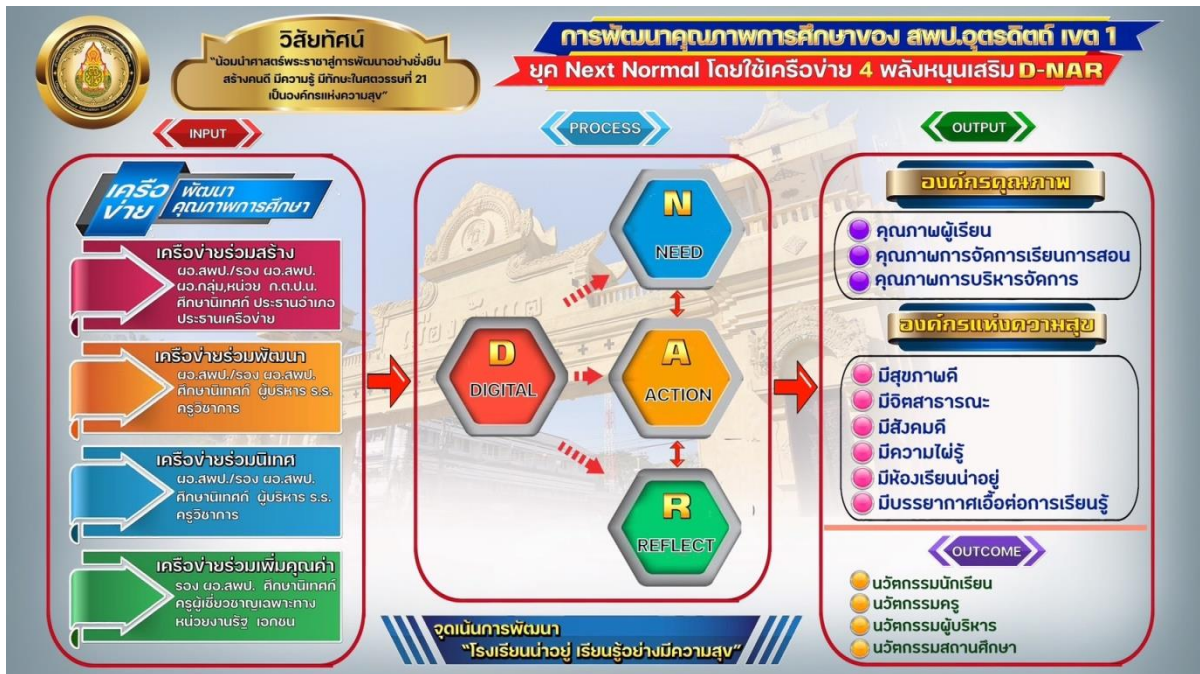 วิสัยทัศน์
"น้อมนำศาสตร์พระราชาสู่การพัฒนาอย่างยั่งยืน
สร้างคนดี มีความรู้ มีทักษะในศตวรรษที่ 21
เป็นองค์กรแห่งความสุข"
การพัฒนาคุณภาพการศึกษาของ สพป.อุตรดิตถ์ เขต 1
ยุค Next Normal โดยใช้เครือข่าย 4 พลังหนุนเสริม D-NAR
INPUT
เครือข่าย
พัฒนา
คุณภาพการศึกษา
เครือข่ายร่วมสร้าง
ผอ.สพป./รอง ผอ.สพป.
ผอ.กลุ่ม,หน่วย ก.ต.ป.น.
ศึกษานิเทศก์ ประธานอำเภอ
ประธานเครือข่าย
เครือข่ายร่วมพัฒนา
ผอ.สพป./รอง ผอ.สพป.
ศึกษานิเทศก์ ผู้บริหาร ร.ร.
ครูวิชาการ
เครือข่ายร่วมนิเทศ
ผอ.สพป./รอง ผอ.สพป.
ศึกษานิเทศก์ ผู้บริหาร ร.ร.
ครูวิชาการ
เครือข่ายร่วมเพิ่มคุณค่า
รอง ผอ.สพป. ศึกษานิเทศก์
ครูผู้เชี่ยวชาญเฉพาะทาง
หน่วยงานรัฐ เอกชน
PROCESS
D
DIGITAL
N
NEED
A
ACTION
R
REFLECT
จุดเน้นการพัฒนา
"โรงเรียนน่าอยู่ เรียนรู้อย่างมีความสุข"
OUTPUT
องค์กรคุณภาพ
คุณภาพผู้เรียน
คุณภาพการจัดการเรียนการสอน
คุณภาพการบริหารจัดการ
องค์กรแห่งความสุข
มีสุขภาพดี
มีจิตสาธารณะ
มีสังคมดี
มีความไฝ่รู้
มีห้องเรียนน่าอยู่
มีบรรยากาศเอื้อต่อการเรียนรู้
OUTCOME
นวัตกรรมนักเรียน
นวัตกรรมครู
นวัตกรรมผู้บริหาร
นวัตกรรมสถานศึกษา